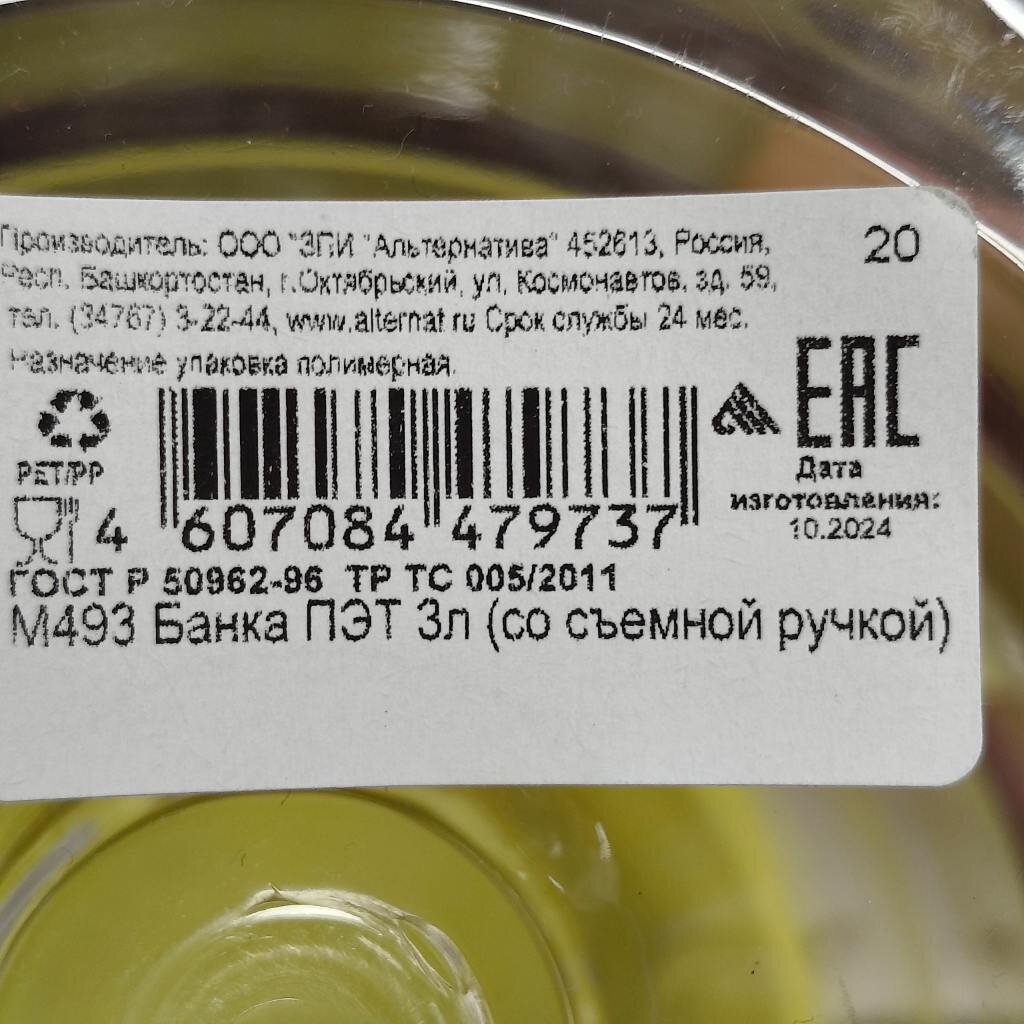 Производитель: ООО "ЗПИ "Альтернатива" 452613, Россия,
Респ. Башкортостан, г.Октябрьский, ул. Космонавтов, зд. 59,
тел. (34767) 3-22-44, www.alternat.ru Срок службы 24 мес.
Назначение упаковка полимерная.
20
EAC
PET/PP
Дата
изготовления:
10.2024
4 607084 479737
ГОСТ Р 50962-96 ТР ТС 005/2011
М493 Банка ПЭТ 3л (со съемной ручкой)